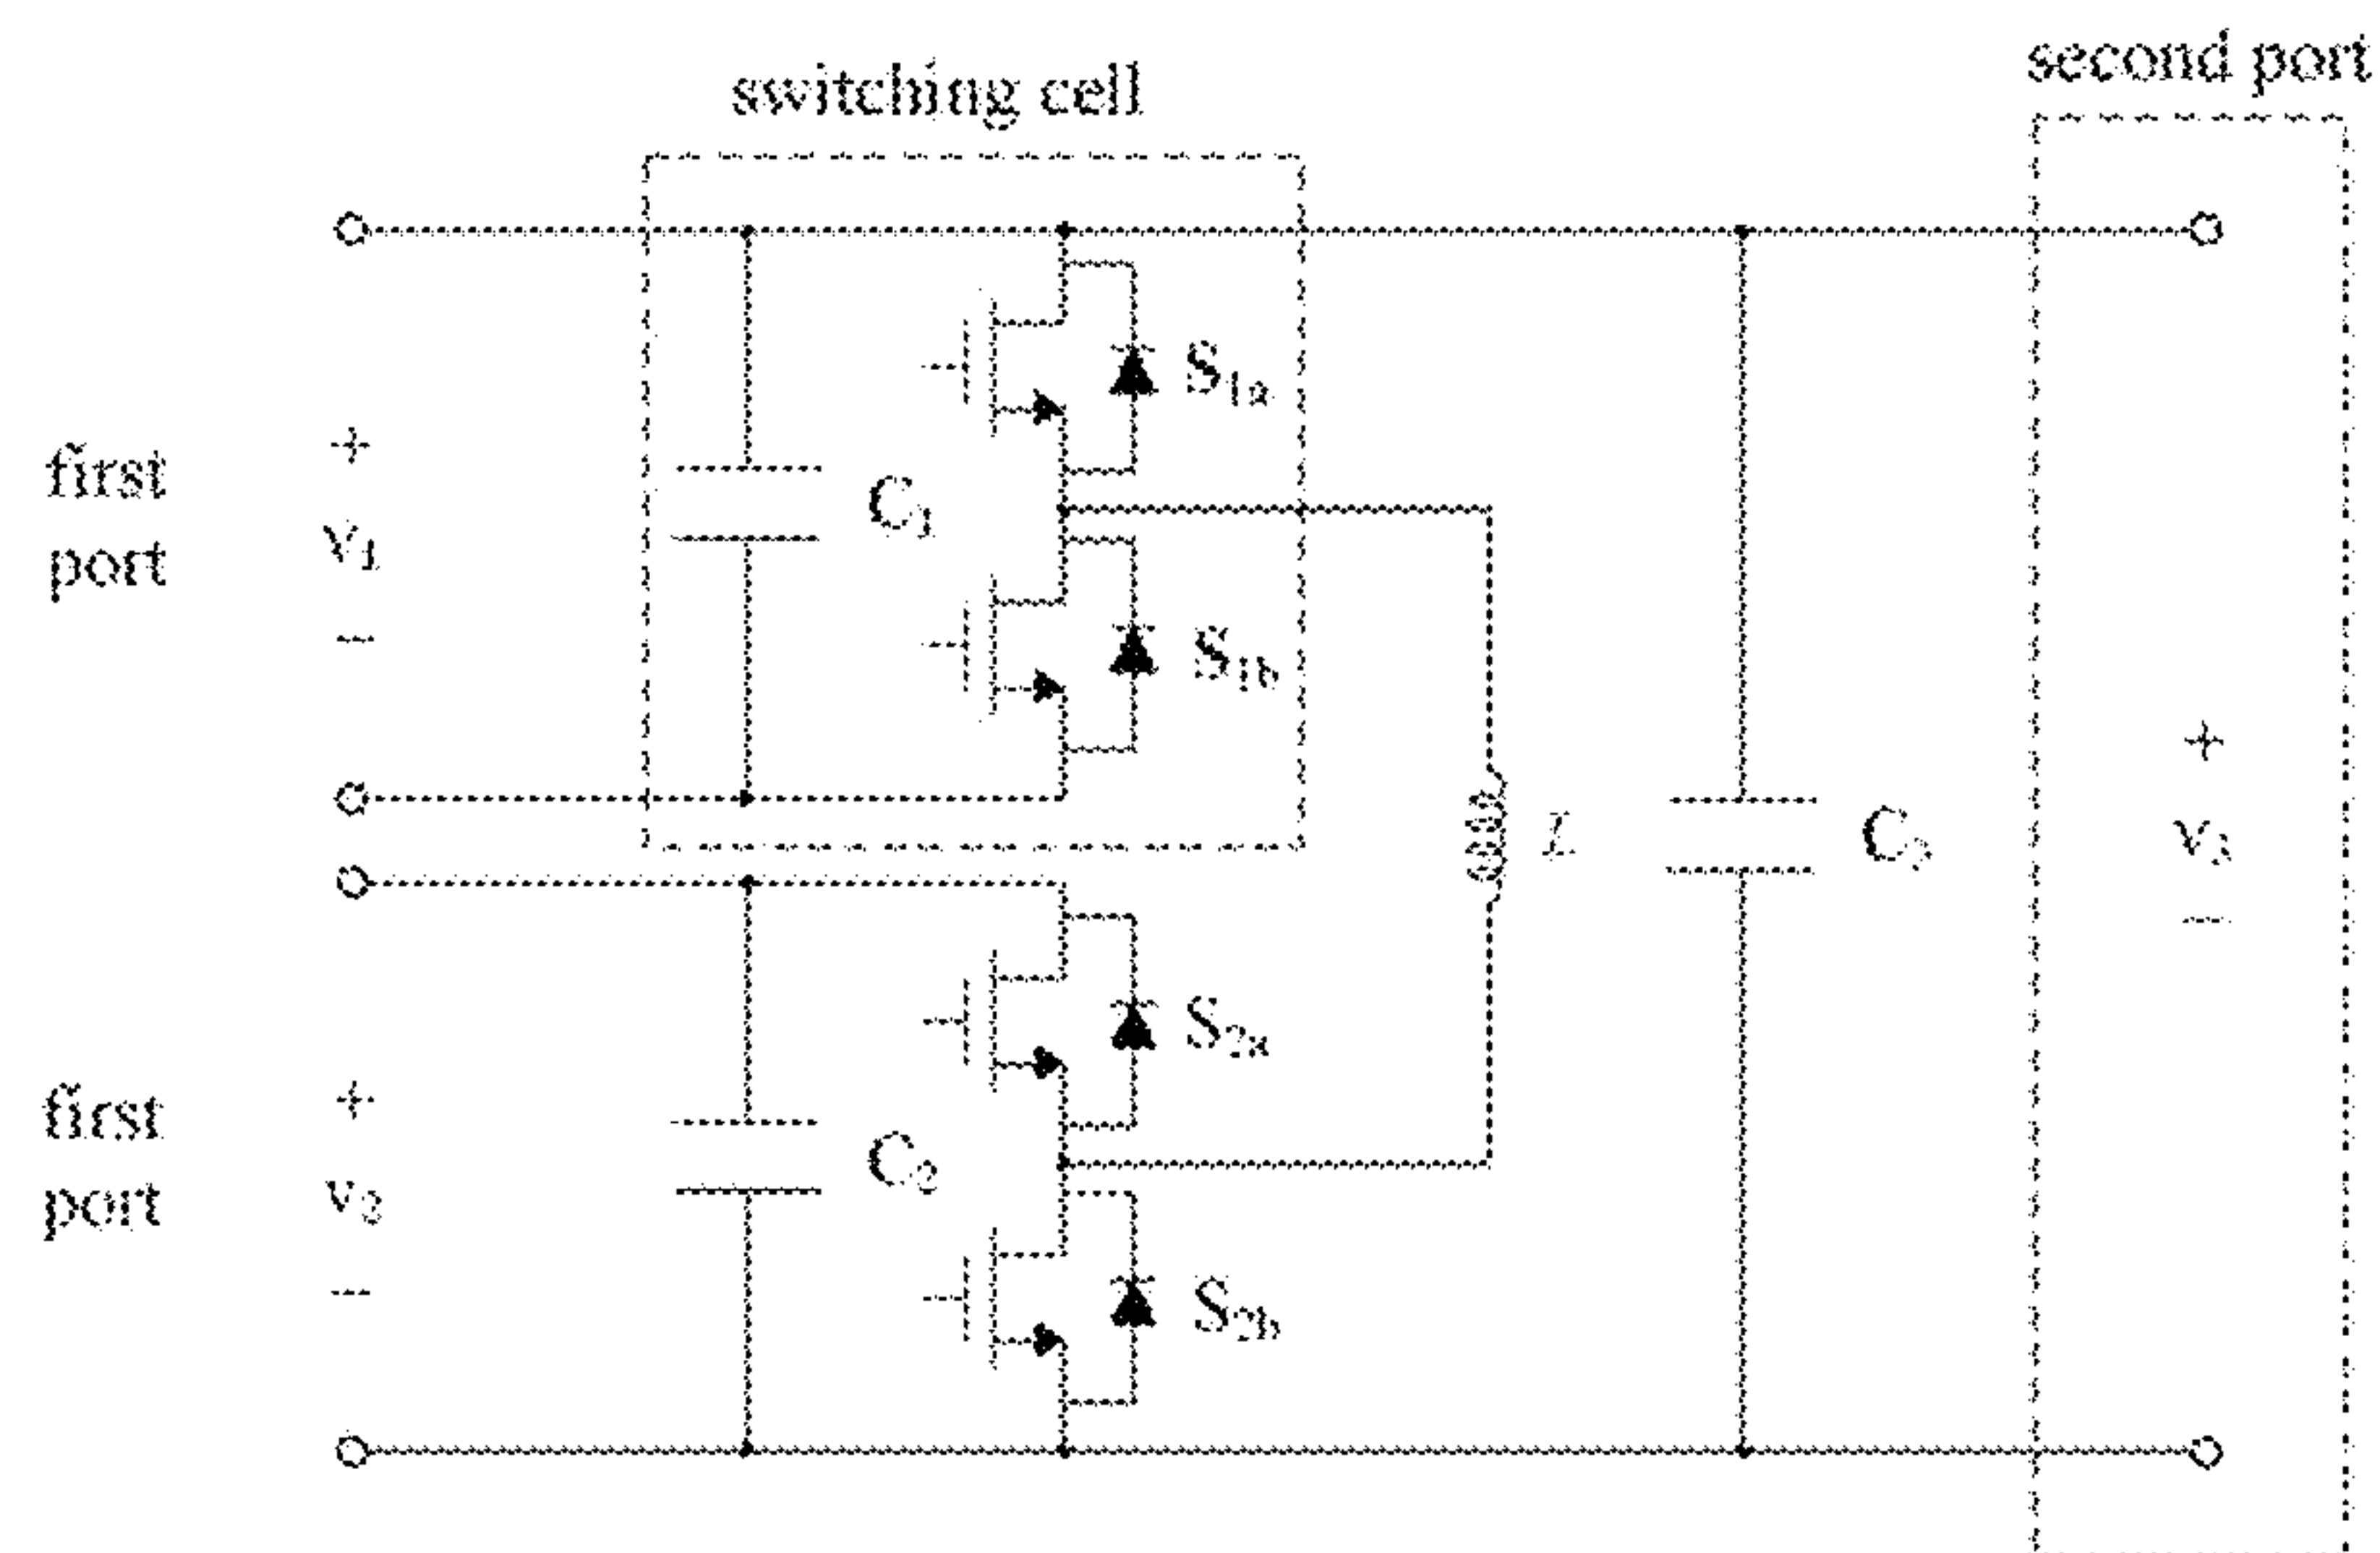 second port
switching cell
S1a
first
port
+
v1
−
C1
S1b
+
v3
−
L
C3
S2a
first
port
+
v2
−
C2
S2b